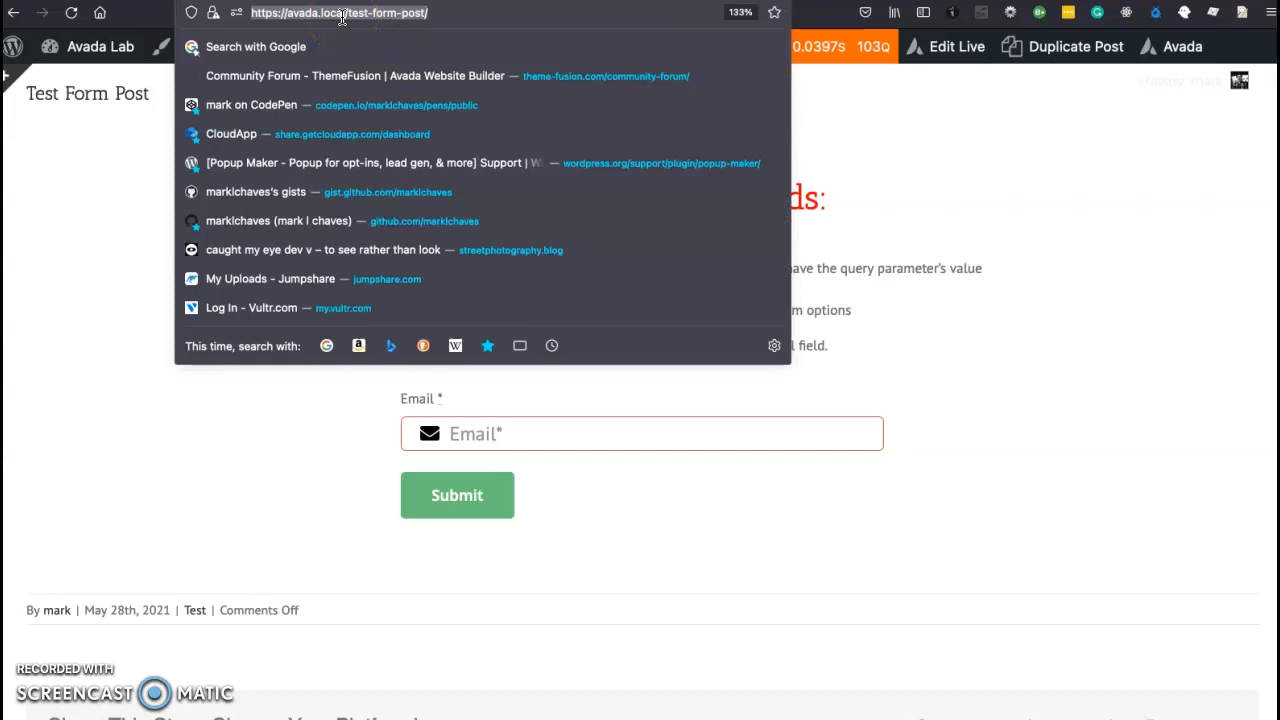 https://avada.local/test-form-post/
133%
Avada Lab
0.0397s 103Q
Edit Live
Duplicate Post
Avada
Search with Google
Community Forum - ThemeFusion | Avada Website Builder — theme-fusion.com/community-forum/
mark on CodePen — codepen.io/marklchaves/pens/public
CloudApp — share.getcloudapp.com/dashboard
[Popup Maker - Popup for opt-ins, lead gen, & more] Support | W — wordpress.org/support/plugin/popup-maker/
marklchaves's gists — gist.github.com/marklchaves
marklchaves (mark l chaves) — github.com/marklchaves
caught my eye dev v – to see rather than look — streetphotography.blog
My Uploads - Jumpshare — jumpshare.com
Log In - Vultr.com — my.vultr.com
This time, search with:
Test Form Post
ds:
have the query parameter's value
m options
l field.
Email *
Email*
Submit
By mark | May 28th, 2021 | Test | Comments Off
RECORDED WITH
SCREENCAST MATIC